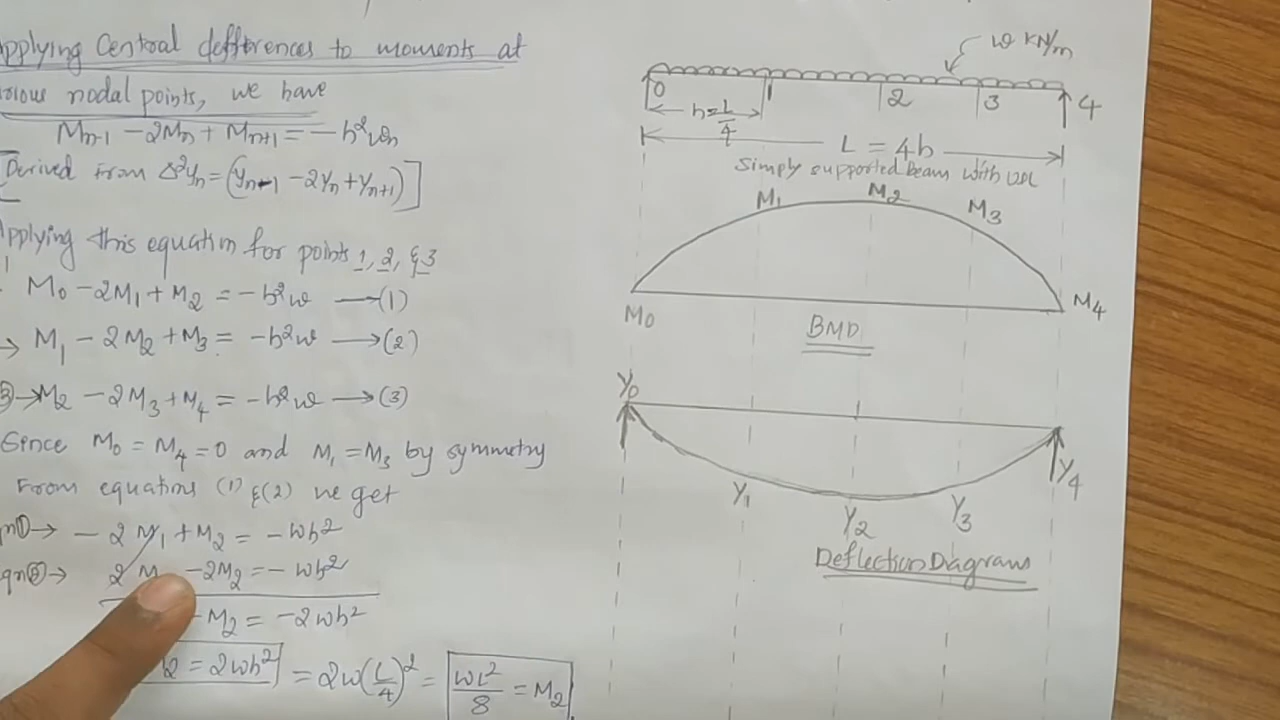 Applying Central defferences to moments at
nodal points, we have
Mn-1 - 2Mn + Mn+1 = -h²wn
[Derived from Δ²yn = (yn-1 - 2yn + yn+1)]
Applying this equation for points 1, 2, & 3
M0 - 2M1 + M2 = -h²w —(1)
→ M1 - 2M2 + M3 = -h²w →(2)
③→ M2 - 2M3 + M4 = -h²w →(3)
Since M0 = M4 = 0 and M1 = M3 by symmetry
From equations (1) &(2) we get
→ - 2M1 + M2 = -wh²
→ 2M - 2M2 = -wh²
-M2 = -2wh²
2 = 2wh² = 2w(L/4)² = wL²/8 = M2
w KN/m
0 1 2 3 4
h=L/4
L = 4h
Simply supported Beam with UDL
M1 M2 M3
M0 M4
BMD
Y0
Y1 Y2 Y3 Y4
Deflection Diagram